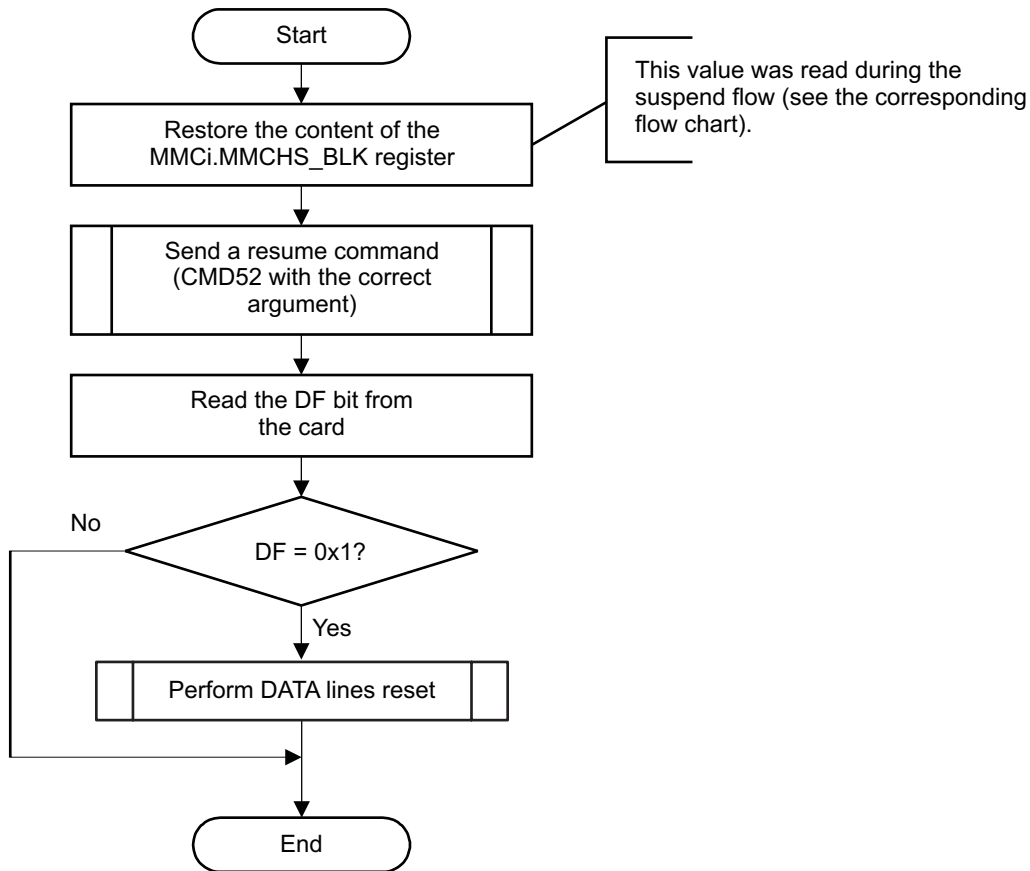 Start
This value was read during the
suspend flow (see the corresponding
flow chart).
Restore the content of the
MMCi.MMCHS_BLK register
Send a resume command
(CMD52 with the correct
argument)
Read the DF bit from
the card
No
DF = 0x1?
Yes
Perform DATA lines reset
End